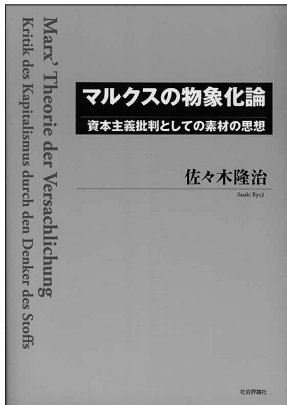 マルクスの物象化論
資本主義批判としての素材の思想
佐々木隆治
Sasaki Ryuji
Marx' Theorie der Versachlichung
Kritik des Kapitalismus durch den Denker des Stoffs
社会評論社